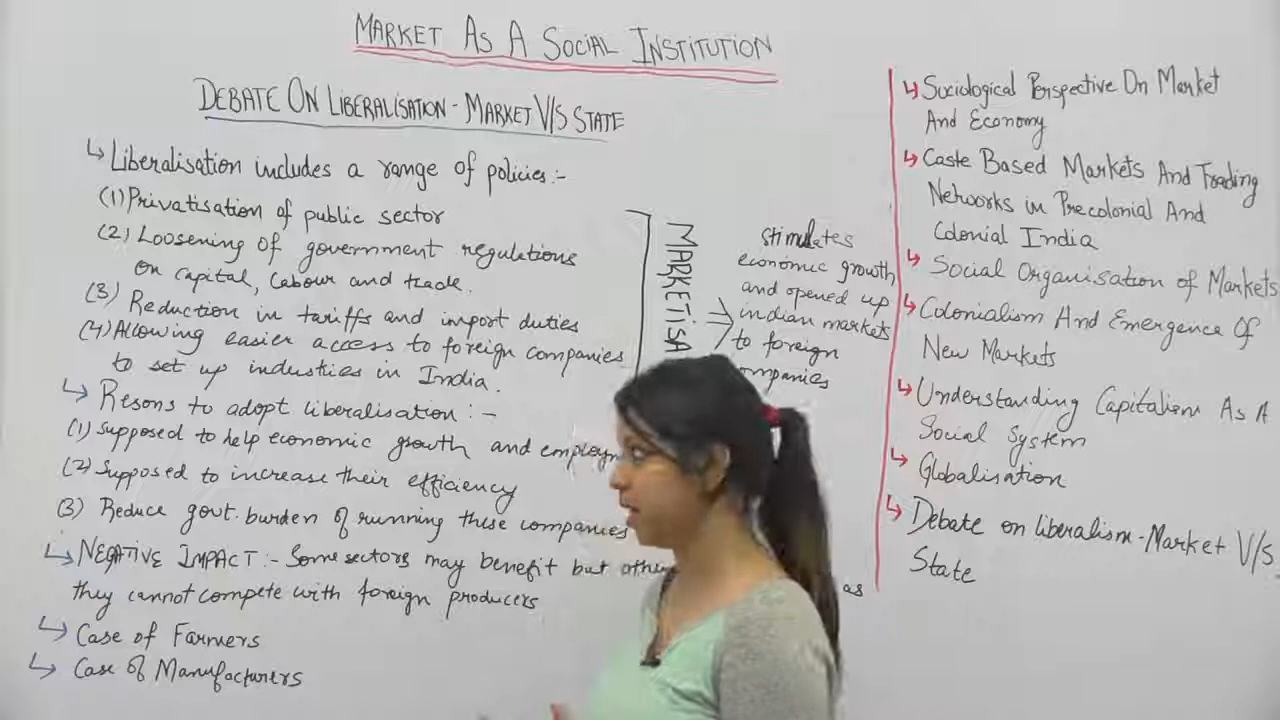 MARKET AS A SOCIAL INSTITUTION
DEBATE ON LIBERALISATION - MARKET V/S STATE
↳ Liberalisation includes a range of policies:-
(1) Privatisation of public sector
(2) Loosening of government regulations
on capital, labour and trade.
(3) Reduction in tariffs and import duties
(4) Allowing easier access to foreign companies
to set up industies in India.
↳ Resons to adopt liberalisation :-
(1) Supposed to help economic growth and
(2) Supposed to increase their efficiency
(3) Reduce govt. burden of running these companies
↳ NEGATIVE IMPACT :- Some sectors may benefit but
as
they cannot compete with foreign producers
↳ Case of Farmers
↳ Case of Manufacturers
stimulates
economic growth
and opened up
indian markets
to foreign
↳ Sociological Perspective On Market
And Economy
↳ Caste Based Markets And Trading
Networks in Precolonial And
Colonial India
↳ Social Organisation of Markets
↳ Colonialism And Emergence Of
New Markets
↳ Understanding Capitalism As A
Social System
↳ Globalisation
↳ Debate on liberalism - Market V/S
State